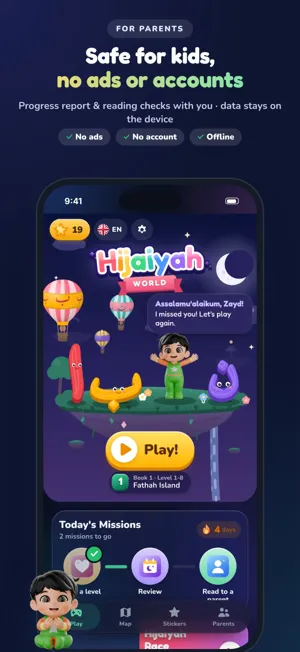 FOR PARENTS
Safe for kids,
no ads or accounts
Progress report & reading checks with you · data stays on
the device
✓ No ads
✓ No account
✓ Offline
9:41
19
EN
Hijaiyah
WORLD
Assalamu'alaikum, Zayd!
I missed you! Let's play
again.
Play!
1
Book 1 · Level 1-8
Fathah Island
Today's Missions
2 missions to go
4 days
a level
Review
Read to a
parent
Play
Map
Stickers
Parents
Hijaiyah
Race